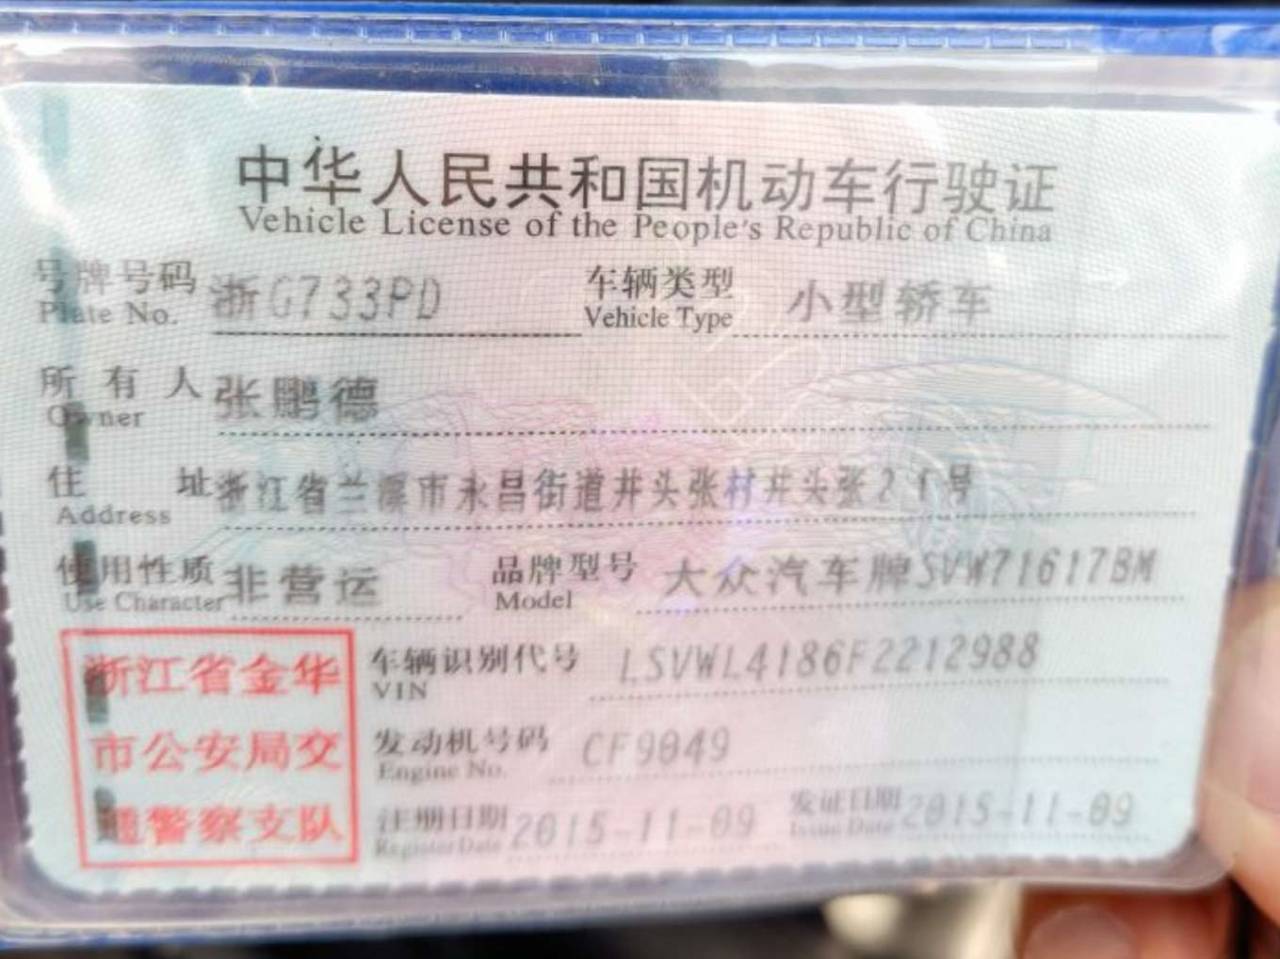 中华人民共和国机动车行驶证
Vehicle License of the People's Republic of China
号牌号码 浙G733PD 车辆类型 小型轿车
Plate No. Vehicle Type
所有人 张鹏德
Owner
住址 浙江省兰溪市永昌街道井头张村井头张21号
Address
使用性质 非营运 品牌型号 大众汽车牌SVW71617BM
Use Character Model
浙江省金华
市公安局交
通警察支队
车辆识别代号 LSVWL4186F2212988
VIN
发动机号码 CF9049
Engine No.
注册日期 2015-11-09 发证日期 2015-11-09
Register Date Issue Date